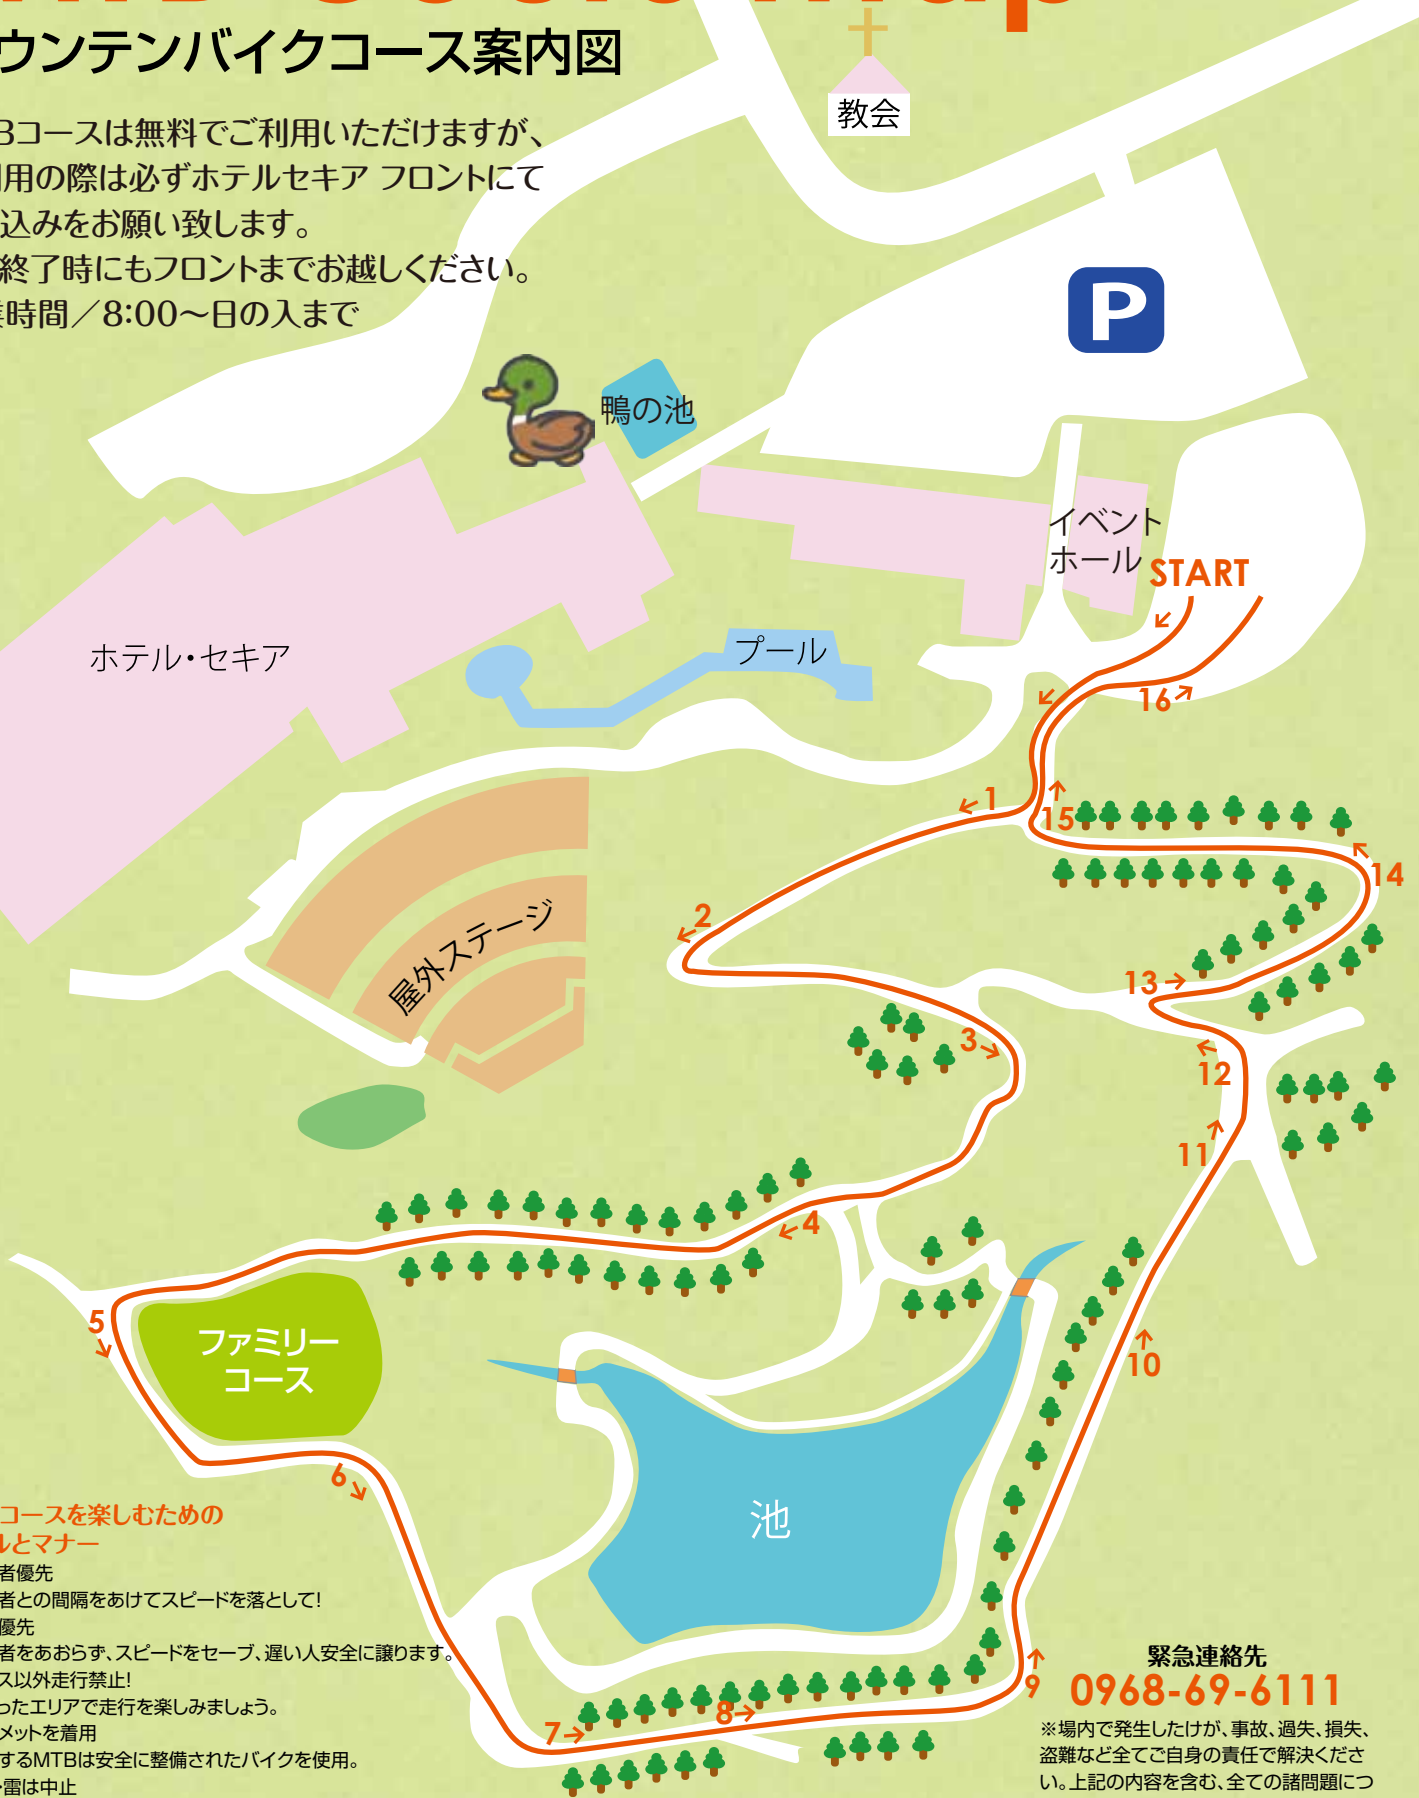 ウンテンバイクコース案内図
Bコースは無料でご利用いただけますが、
用の際は必ずホテルセキア フロントにて
込みをお願い致します。
終了時にもフロントまでお越しください。
時間／8:00〜日の入まで
教会
P
鴨の池
イベント
ホール
START
ホテル・セキア
プール
16
1
15
14
2
屋外ステージ
13
3
12
11
4
5
ファミリー
コース
10
6
池
コースを楽しむための
ルとマナー
者優先
者との間隔をあけてスピードを落として!
優先
者をあおらず、スピードをセーブ、遅い人安全に譲ります。
ス以外走行禁止!
ったエリアで走行を楽しみましょう。
メットを着用
するMTBは安全に整備されたバイクを使用。
・雷は中止
7
8
9
緊急連絡先
0968-69-6111
※場内で発生したけが、事故、過失、損失、
盗難など全てご自身の責任で解決くださ
い。上記の内容を含む、全ての諸問題につ